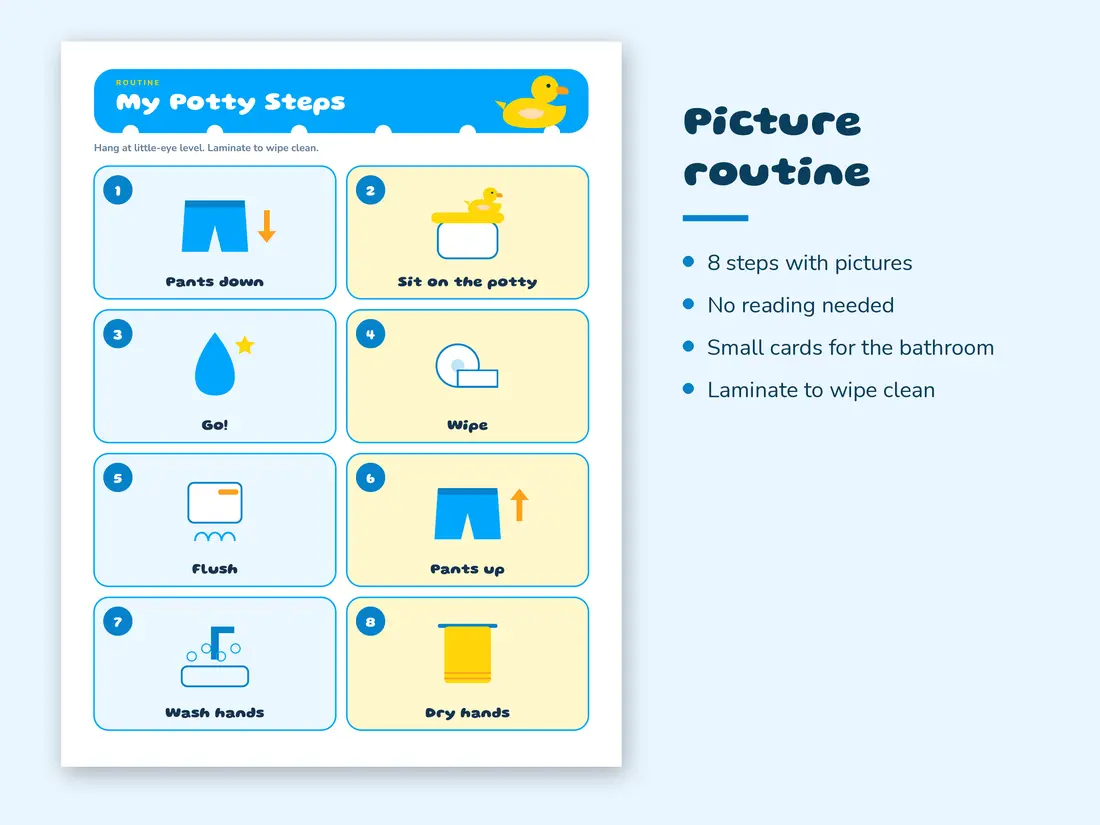 ROUTINE
My Potty Steps
Hang at little-eye level. Laminate to wipe clean.
1
Pants down
2
Sit on the potty
3
Go!
4
Wipe
5
Flush
6
Pants up
7
Wash hands
8
Dry hands
Picture
routine
8 steps with pictures
No reading needed
Small cards for the bathroom
Laminate to wipe clean